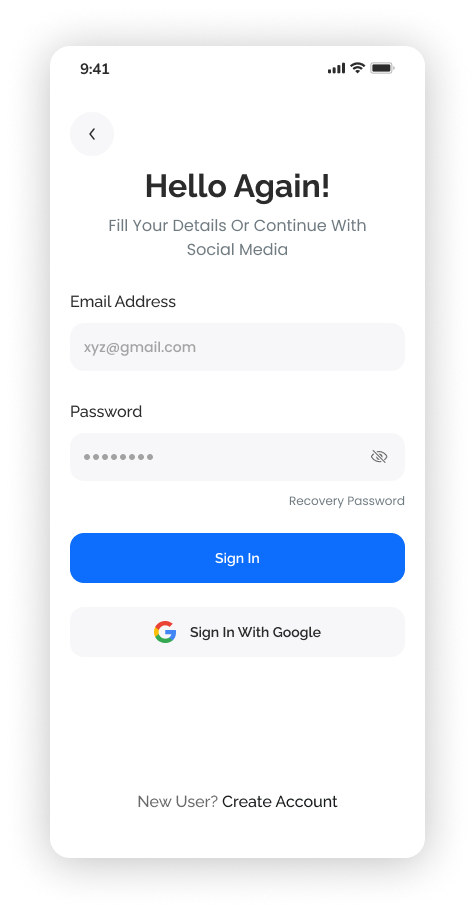 9:41
Hello Again!
Fill Your Details Or Continue With
Social Media
Email Address
xyz@gmail.com
Password
Recovery Password
Sign In
Sign In With Google
New User? Create Account